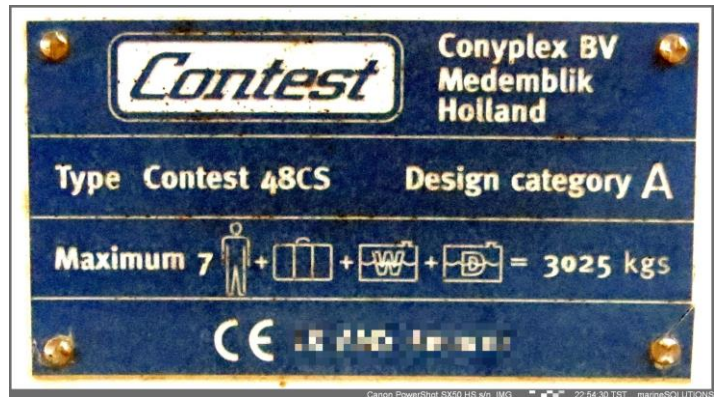 Contest
Conyplex BV
Medemblik
Holland
Type Contest 48CS Design category A
Maximum 7 + + W + D = 3025 kgs
CE
Canon PowerShot SX50 HS s/n IMG 22:54:30 TST marineSOLUTIONS